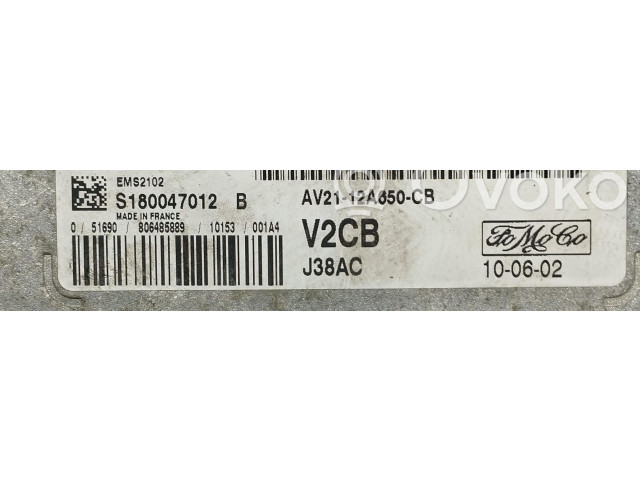 EMS2102
S180047012 B
MADE IN FRANCE
0 / 51690 / 806485889 / 10153 / 001A4
AV21-12A650-CB
V2CB
J38AC
FoMoCo
10-06-02
OVOKO